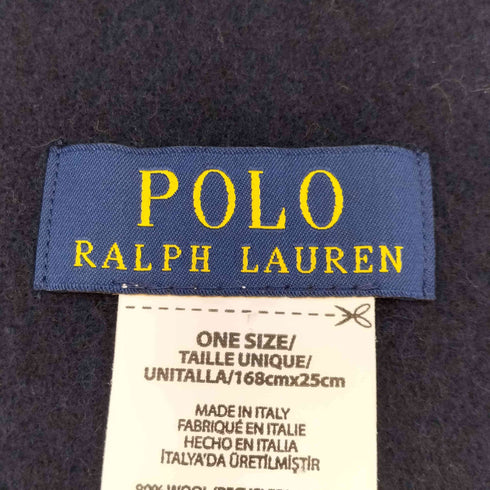 POLO
RALPH LAUREN
ONE SIZE/
TAILLE UNIQUE/
UNITALLA/168cmx25cm
MADE IN ITALY
FABRIQUÉ EN ITALIE
HECHO EN ITALIA
İTALYA'DA ÜRETİLMİŞTİR
WOOL